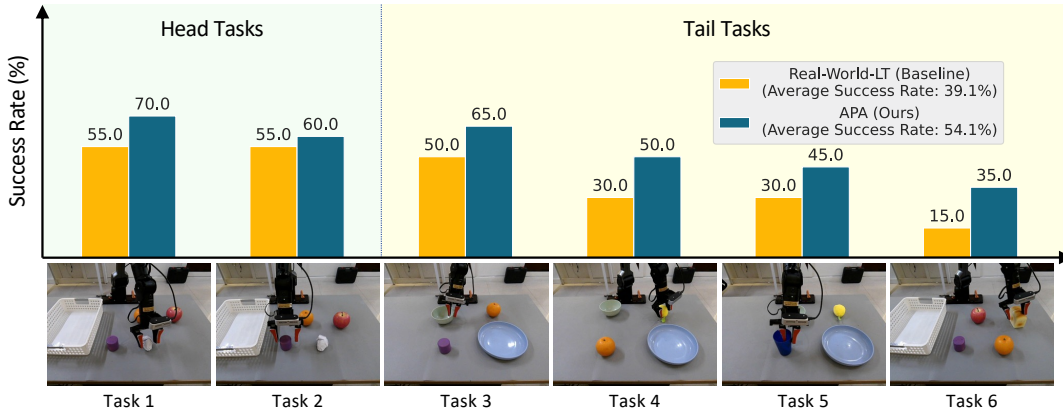 Head Tasks
Tail Tasks
Success Rate (%)
Real-World-LT (Baseline)
(Average Success Rate: 39.1%)
APA (Ours)
(Average Success Rate: 54.1%)
55.0
70.0
55.0
60.0
50.0
65.0
30.0
50.0
30.0
45.0
15.0
35.0
Task 1
Task 2
Task 3
Task 4
Task 5
Task 6